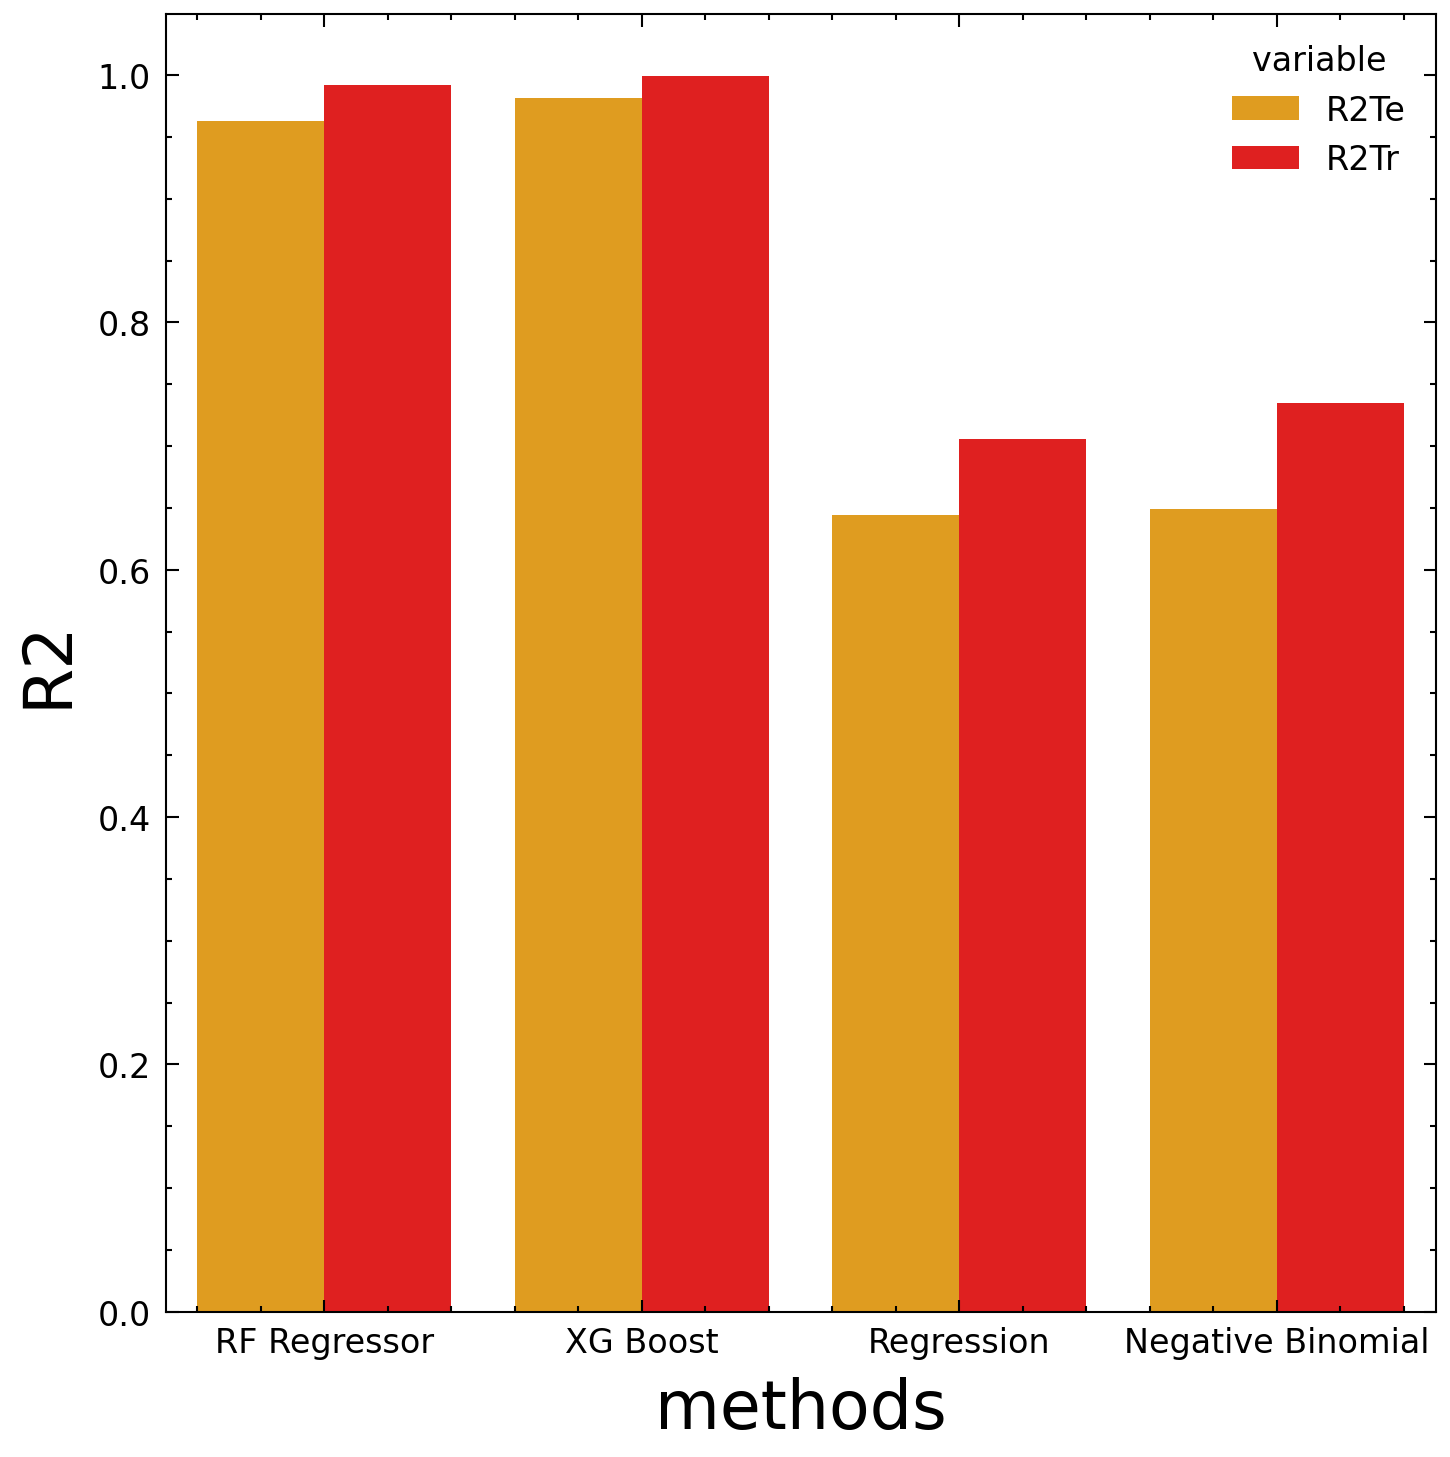 variable
R2Te
R2Tr
1.0
0.8
0.6
0.4
0.2
0.0
R2
RF Regressor
XG Boost
Regression
Negative Binomial
methods